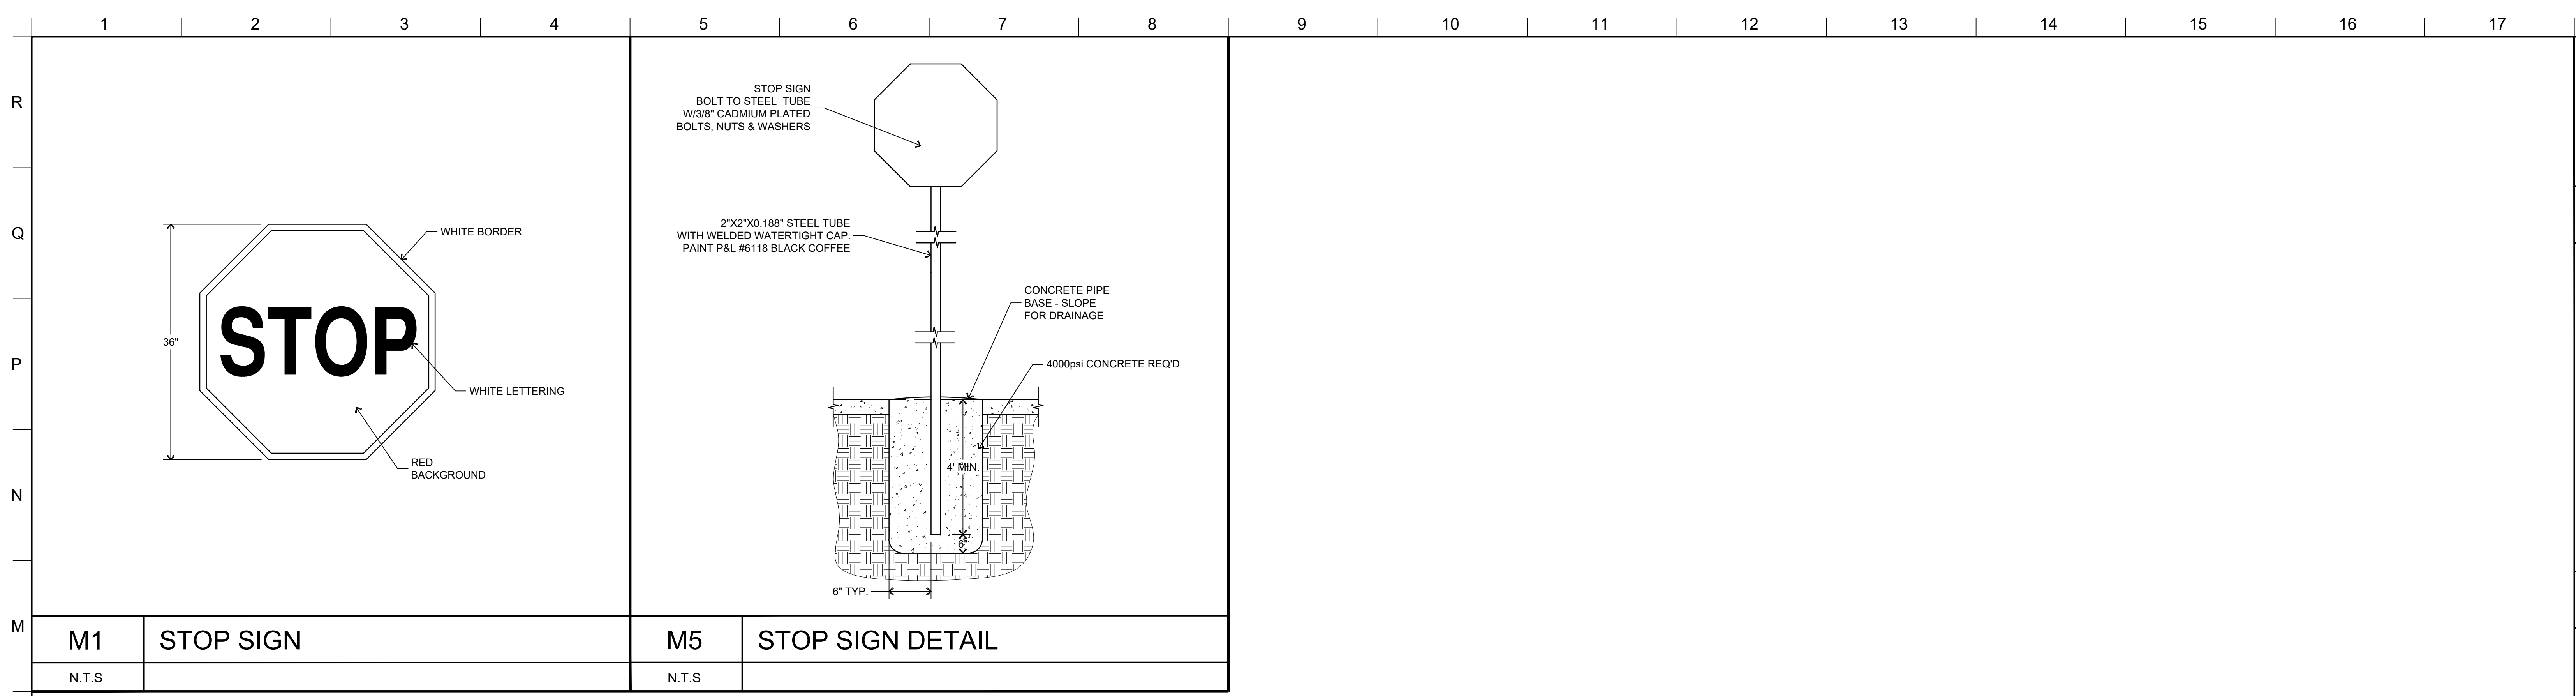 1 2 3 4 5 6 7 8 9 10 11 12 13 14 15 16 17
R
Q
P
N
M
36"
STOP
WHITE BORDER
WHITE LETTERING
RED
BACKGROUND
M1 STOP SIGN
N.T.S
STOP SIGN
BOLT TO STEEL TUBE
W/3/8" CADMIUM PLATED
BOLTS, NUTS & WASHERS
2"X2"X0.188" STEEL TUBE
WITH WELDED WATERTIGHT CAP.
PAINT P&L #6118 BLACK COFFEE
CONCRETE PIPE
BASE - SLOPE
FOR DRAINAGE
4000psi CONCRETE REQ'D
4' MIN.
6"
6" TYP.
M5 STOP SIGN DETAIL
N.T.S